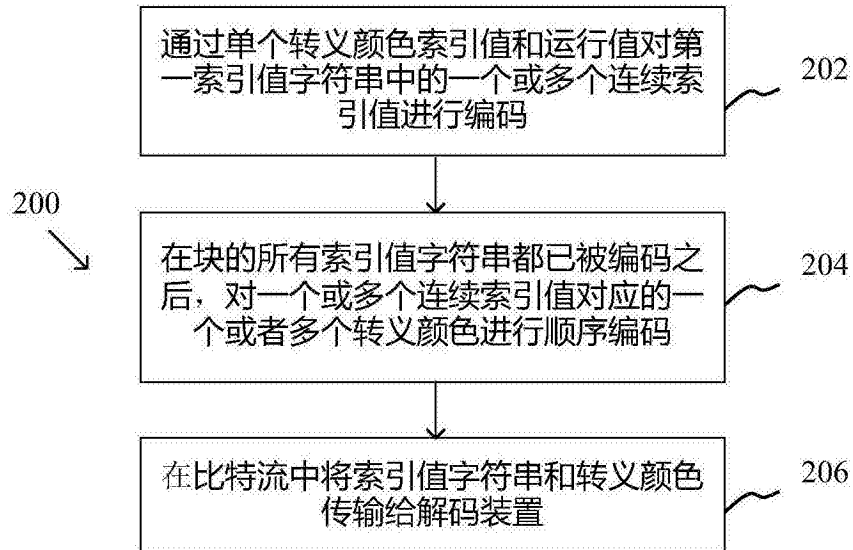 通过单个转义颜色索引值和运行值对第
一索引值字符串中的一个或多个连续索
引值进行编码
202
200
在块的所有索引值字符串都已被编码之
后，对一个或多个连续索引值对应的一
个或者多个转义颜色进行顺序编码
204
在比特流中将索引值字符串和转义颜色
传输给解码装置
206